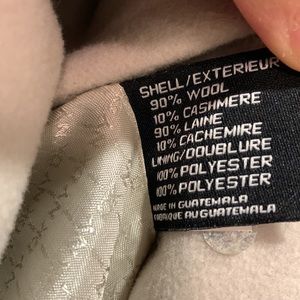 SHELL/EXTERIEUR
90% WOOL
10% CASHMERE
90% LAINE
10% CACHEMIRE
LINING/DOUBLURE
100% POLYESTER
100% POLYESTER
MADE IN GUATEMALA
FABRIQUE AU GUATEMALA